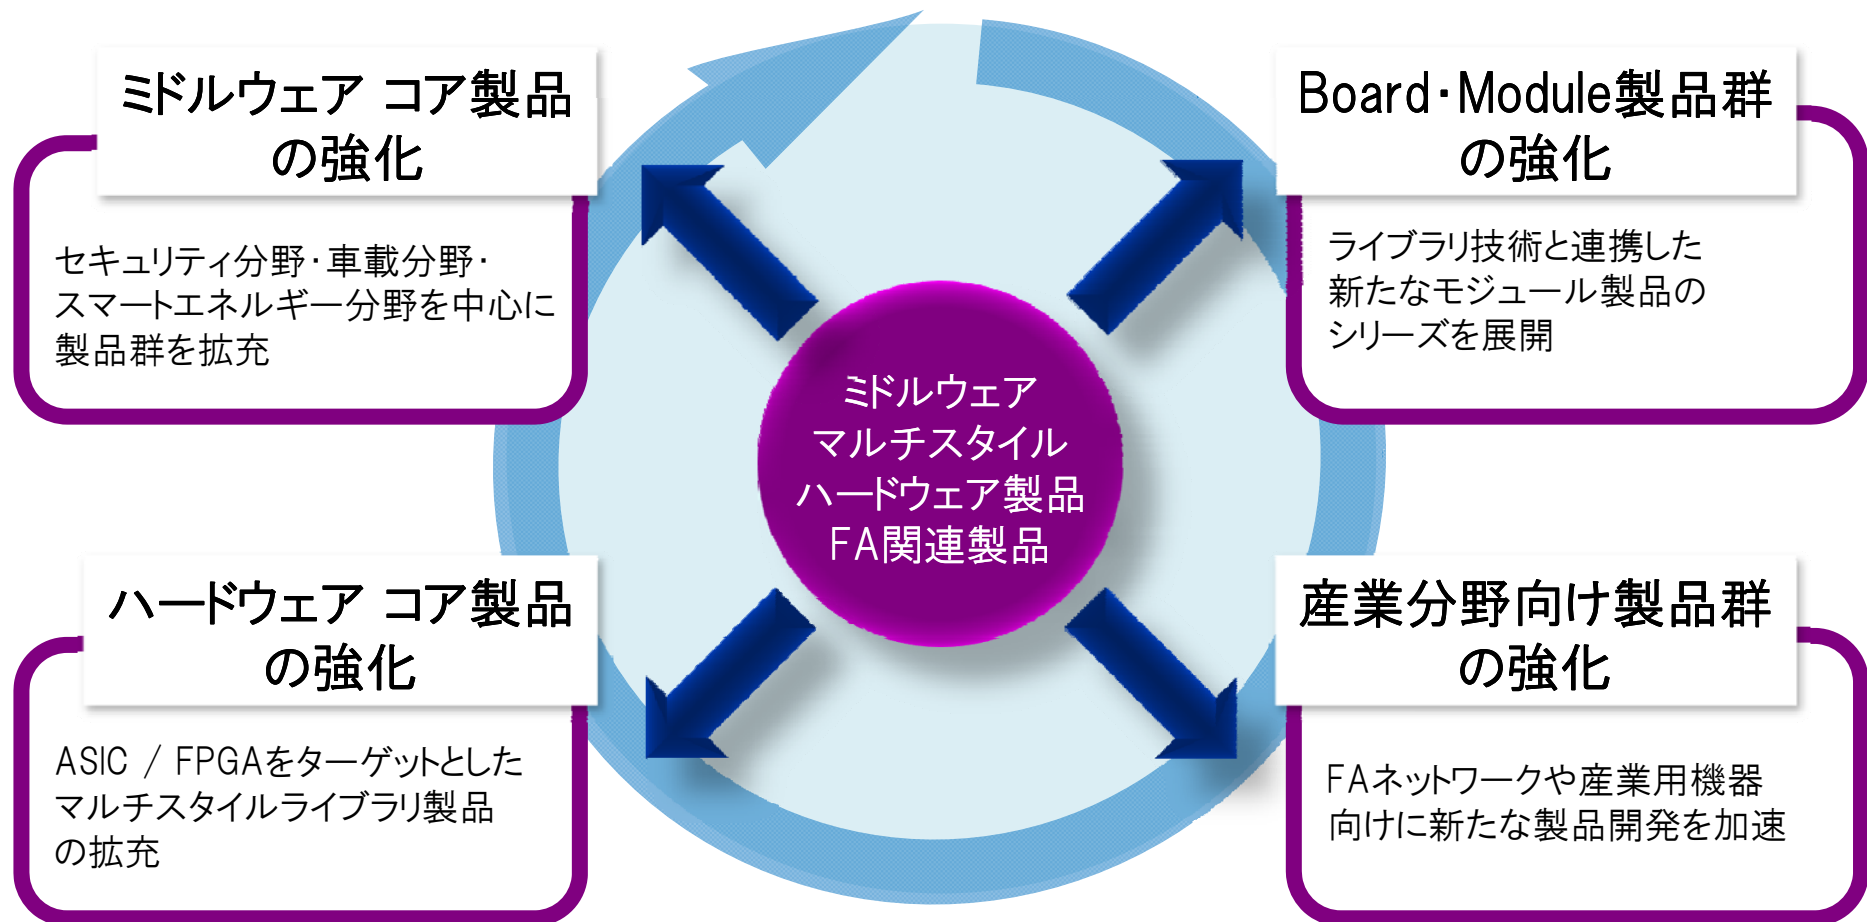 ミドルウェア コア製品
の強化
セキュリティ分野・車載分野・
スマートエネルギー分野を中心に
製品群を拡充
Board・Module製品群
の強化
ライブラリ技術と連携した
新たなモジュール製品の
シリーズを展開
ミドルウェア
マルチスタイル
ハードウェア製品
FA関連製品
ハードウェア コア製品
の強化
ASIC / FPGAをターゲットとした
マルチスタイルライブラリ製品
の拡充
産業分野向け製品群
の強化
FAネットワークや産業用機器
向けに新たな製品開発を加速